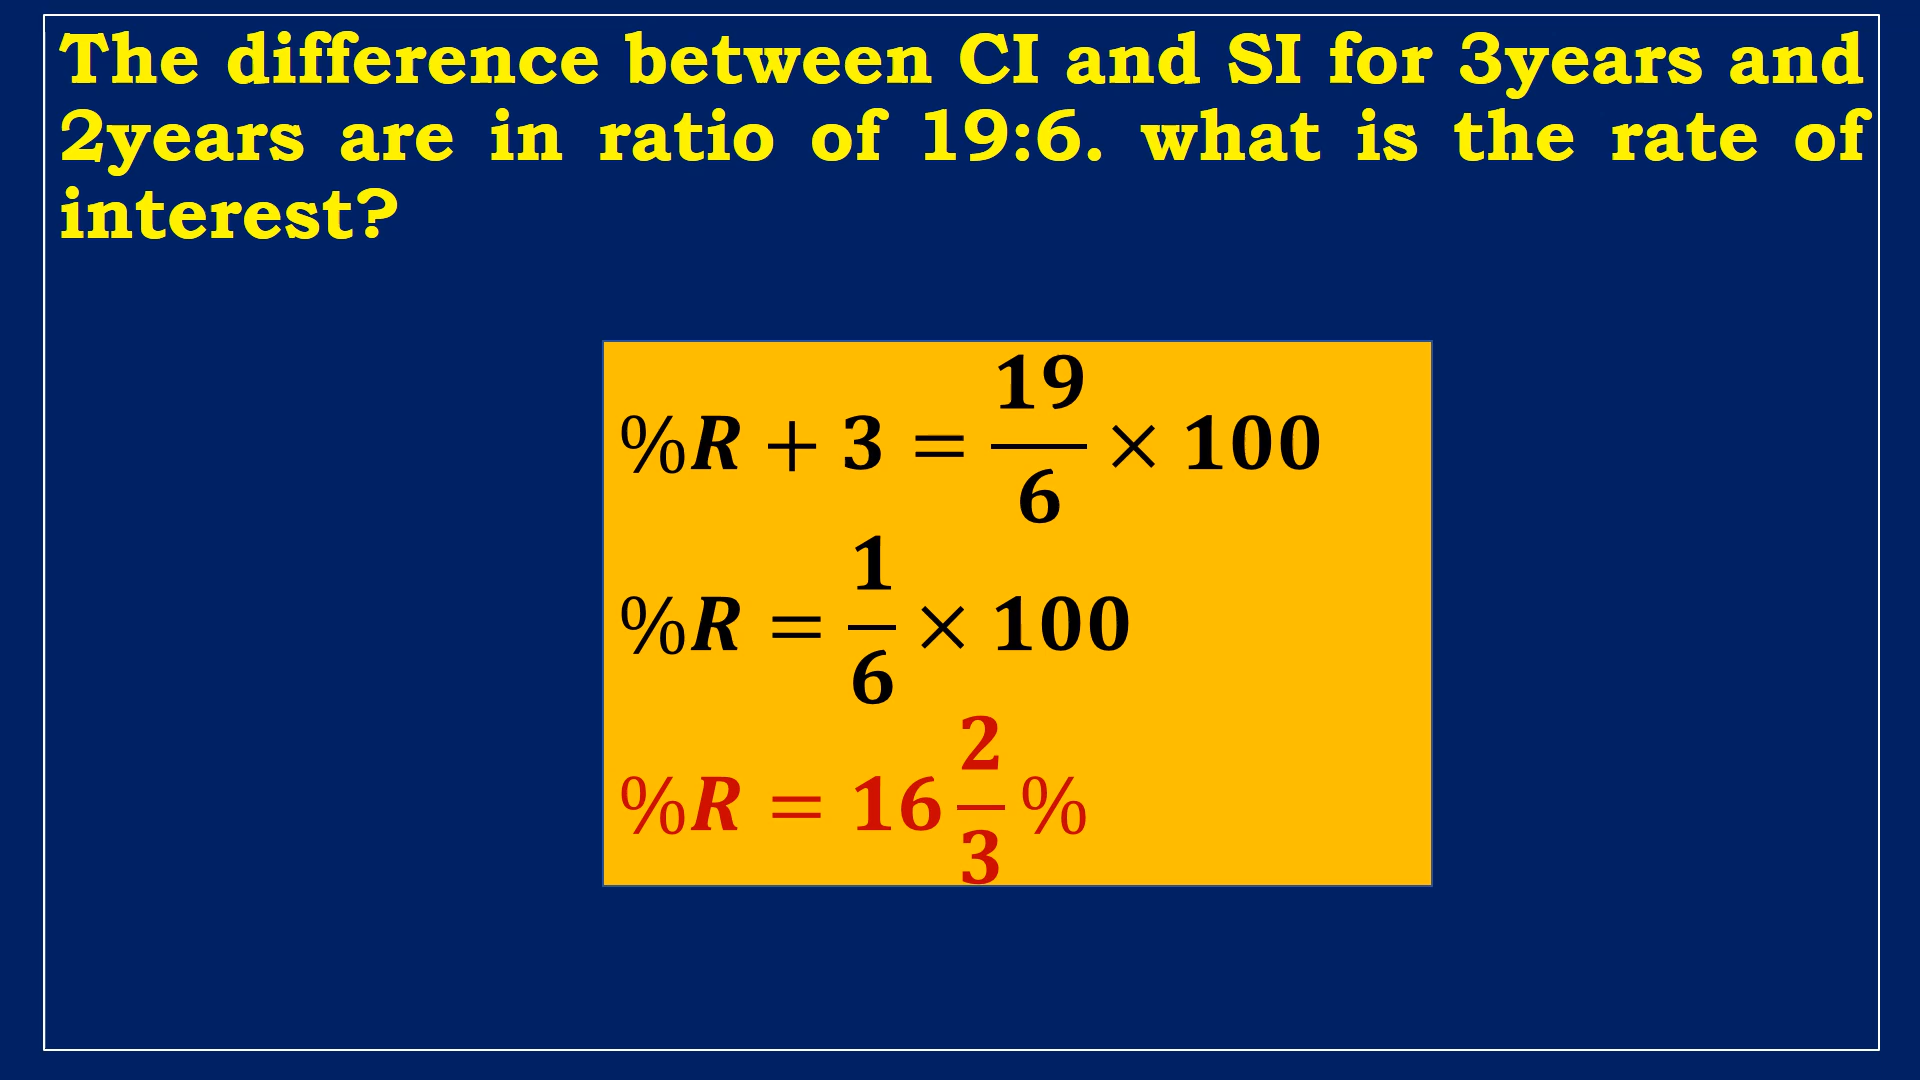 The difference between CI and SI for 3years and
2years are in ratio of 19:6. what is the rate of
interest?
%R + 3 = 19/6 × 100
%R = 1/6 × 100
%R = 16 2/3 %